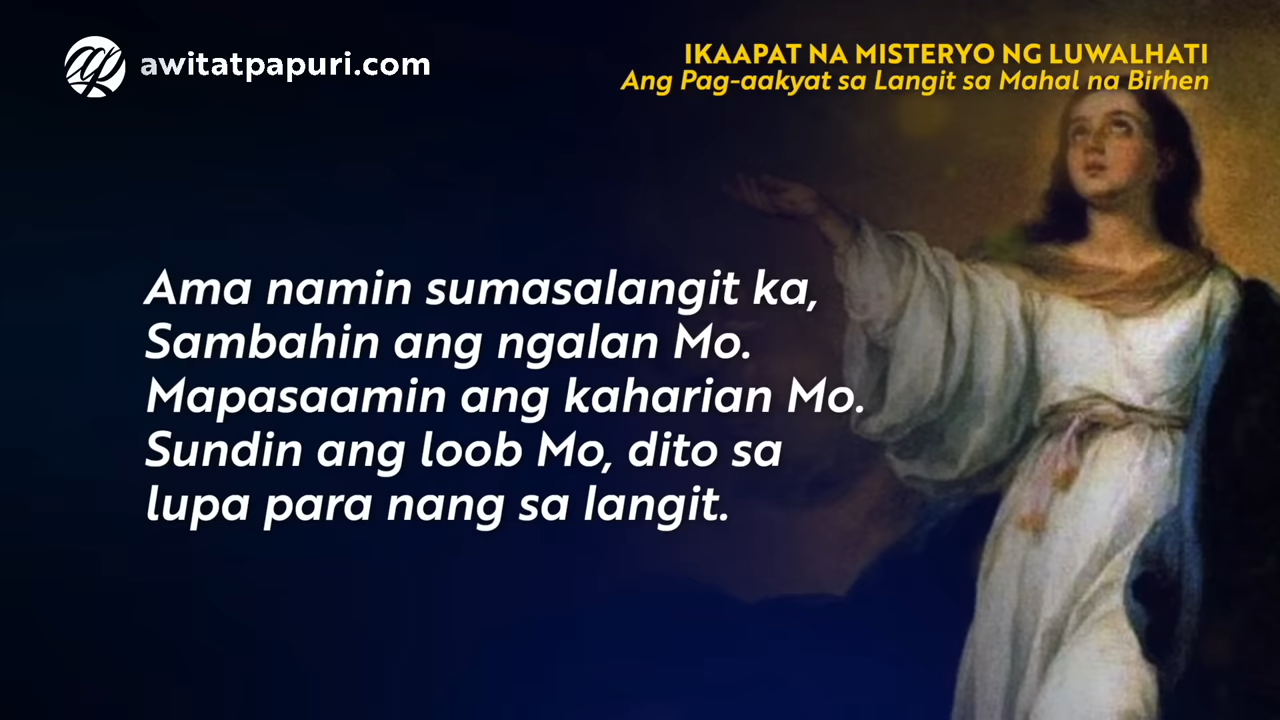 awitatpapuri.com
IKAAPAT NA MISTERYO NG LUWALHATI
Ang Pag-aakyat sa Langit sa Mahal na Birhen
Ama namin sumasalangit ka,
Sambahin ang ngalan Mo.
Mapasaamin ang kaharian Mo.
Sundin ang loob Mo, dito sa
lupa para nang sa langit.